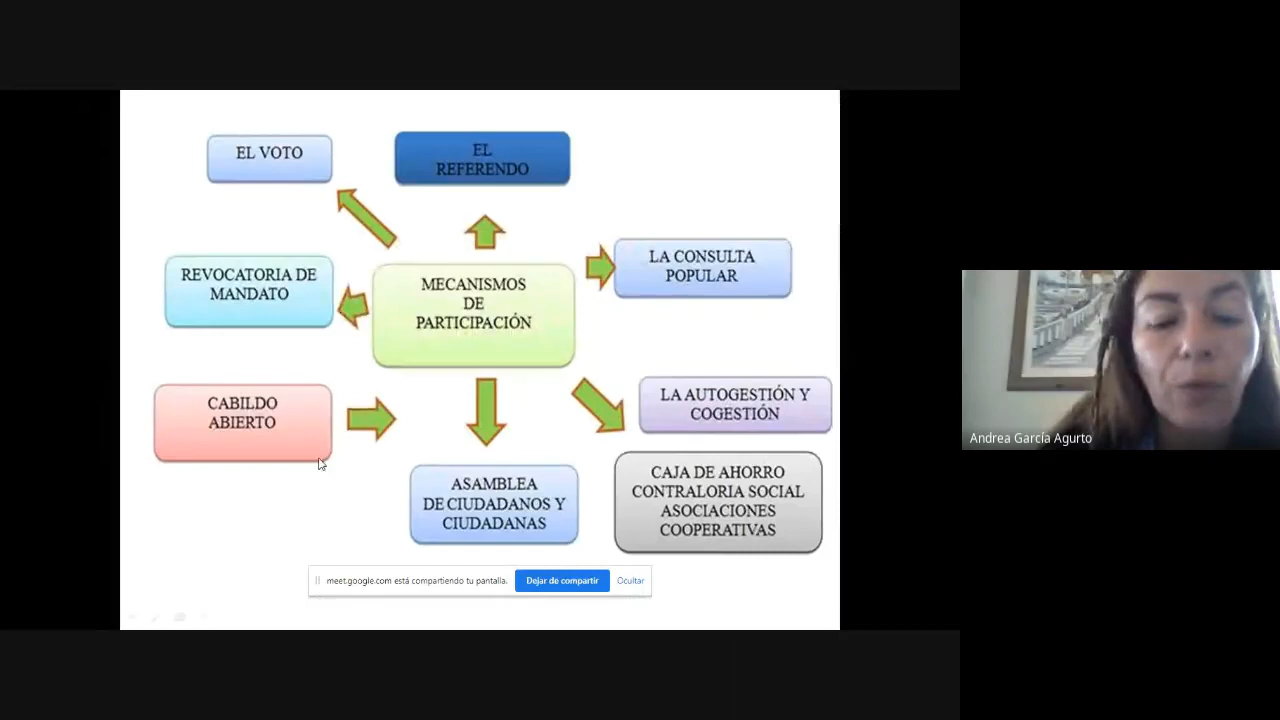 EL VOTO
EL
REFERENDO
LA CONSULTA
POPULAR
REVOCATORIA DE
MANDATO
MECANISMOS
DE
PARTICIPACIÓN
CABILDO
ABIERTO
LA AUTOGESTIÓN Y
COGESTIÓN
ASAMBLEA
DE CIUDADANOS Y
CIUDADANAS
CAJA DE AHORRO
CONTRALORIA SOCIAL
ASOCIACIONES
COOPERATIVAS
meet.google.com está compartiendo tu pantalla. Dejar de compartir Ocultar
Andrea García Agurto